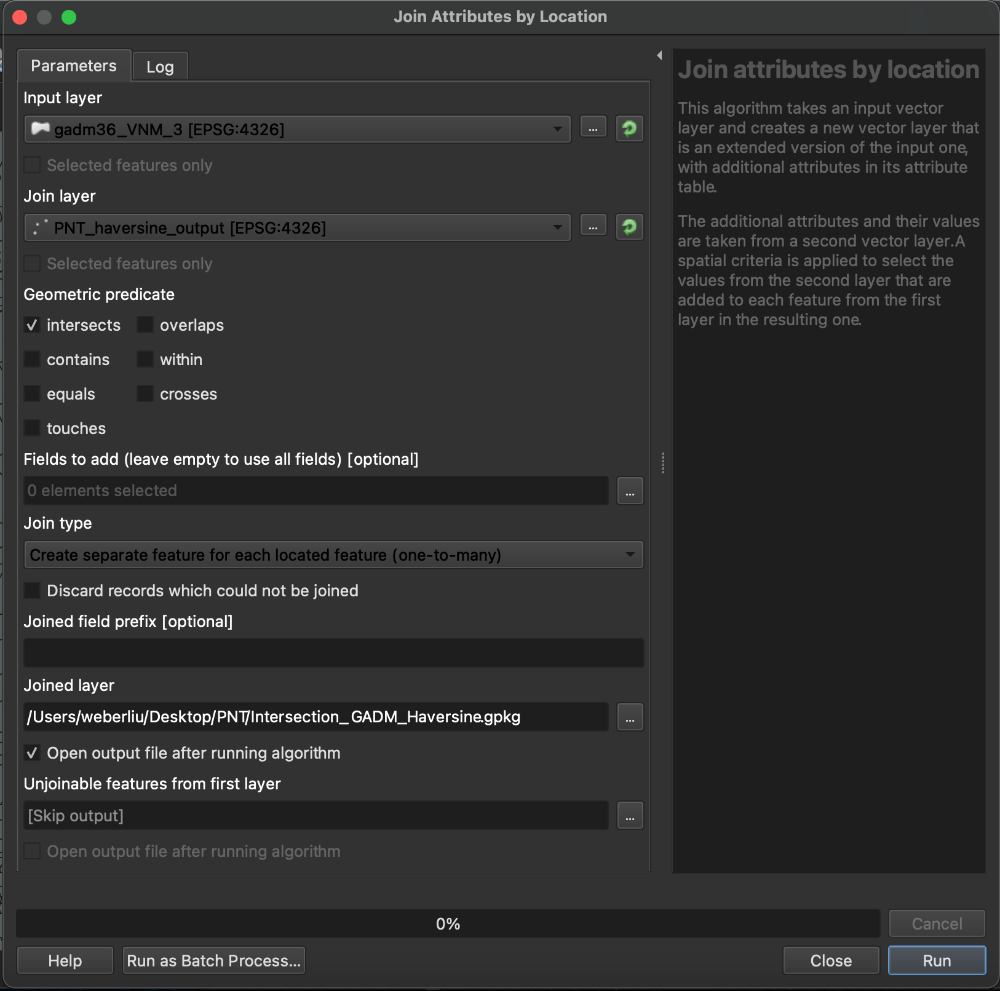 Join Attributes by Location
Parameters
Log
Input layer
gadm36_VNM_3 [EPSG:4326]
...
Selected features only
Join layer
PNT_haversine_output [EPSG:4326]
...
Selected features only
Geometric predicate
intersects
overlaps
contains
within
equals
crosses
touches
Fields to add (leave empty to use all fields) [optional]
0 elements selected
...
Join type
Create separate feature for each located feature (one-to-many)
Discard records which could not be joined
Joined field prefix [optional]
Joined layer
/Users/weberliu/Desktop/PNT/Intersection_GADM_Haversine.gpkg
...
Open output file after running algorithm
Unjoinable features from first layer
[Skip output]
...
Open output file after running algorithm
Join attributes by location
This algorithm takes an input vector
layer and creates a new vector layer that
is an extended version of the input one,
with additional attributes in its attribute
table.
The additional attributes and their values
are taken from a second vector layer.A
spatial criteria is applied to select the
values from the second layer that are
added to each feature from the first
layer in the resulting one.
0%
Cancel
Help
Run as Batch Process...
Close
Run